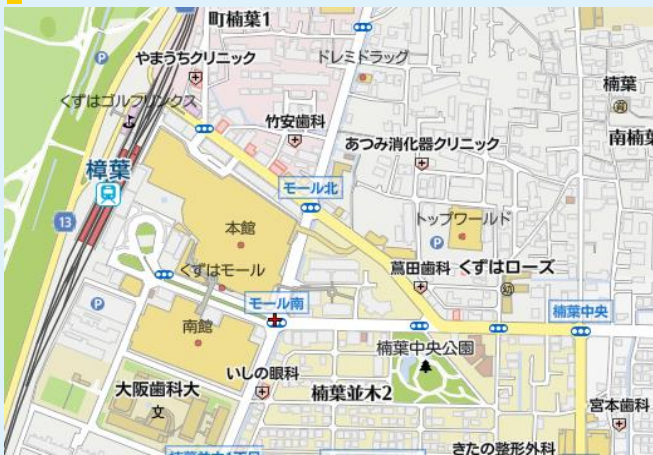 町楠葉1
やまうちクリニック
ドレミドラッグ
楠葉
くずはゴルフリンクス
竹安歯科
あつみ消化器クリニック
南楠葉
樟葉
モール北
13
本館
トップワールド
くずはモール
蔦田歯科
くずはローズ
モール南
楠葉中央
南館
楠葉中央公園
いしの眼科
大阪歯科大
楠葉並木2
宮本歯科
きたの整形外科